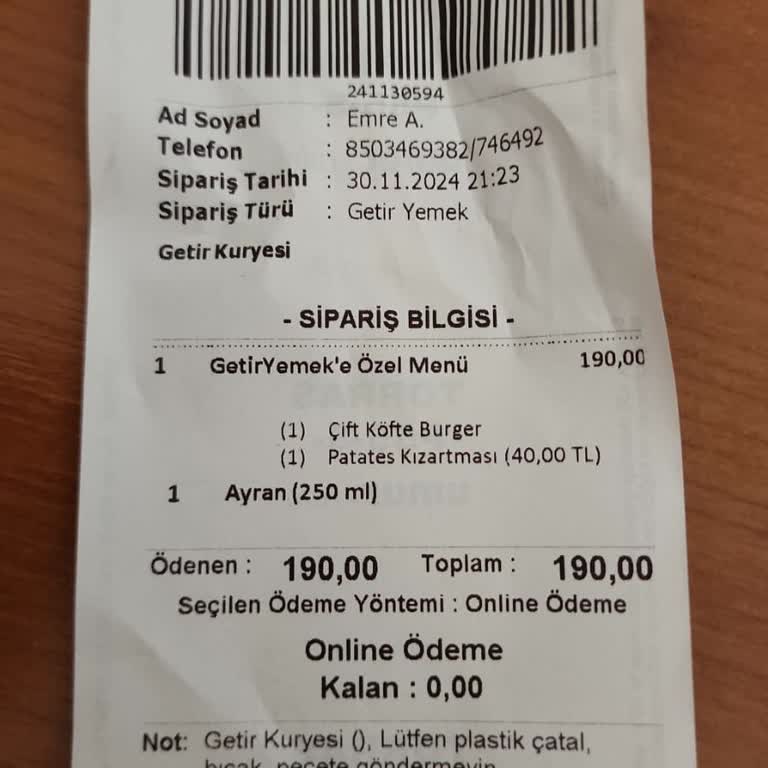 241130594
Ad Soyad : Emre A.
Telefon : 8503469382/746492
Sipariş Tarihi : 30.11.2024 21:23
Sipariş Türü : Getir Yemek
Getir Kuryesi
- SİPARİŞ BİLGİSİ -
1 GetirYemek'e Özel Menü 190,00
(1) Çift Köfte Burger
(1) Patates Kızartması (40,00 TL)
1 Ayran (250 ml)
Ödenen : 190,00 Toplam : 190,00
Seçilen Ödeme Yöntemi : Online Ödeme
Online Ödeme
Kalan : 0,00
Not: Getir Kuryesi (), Lütfen plastik çatal,
bıçak, peçete göndermeyin